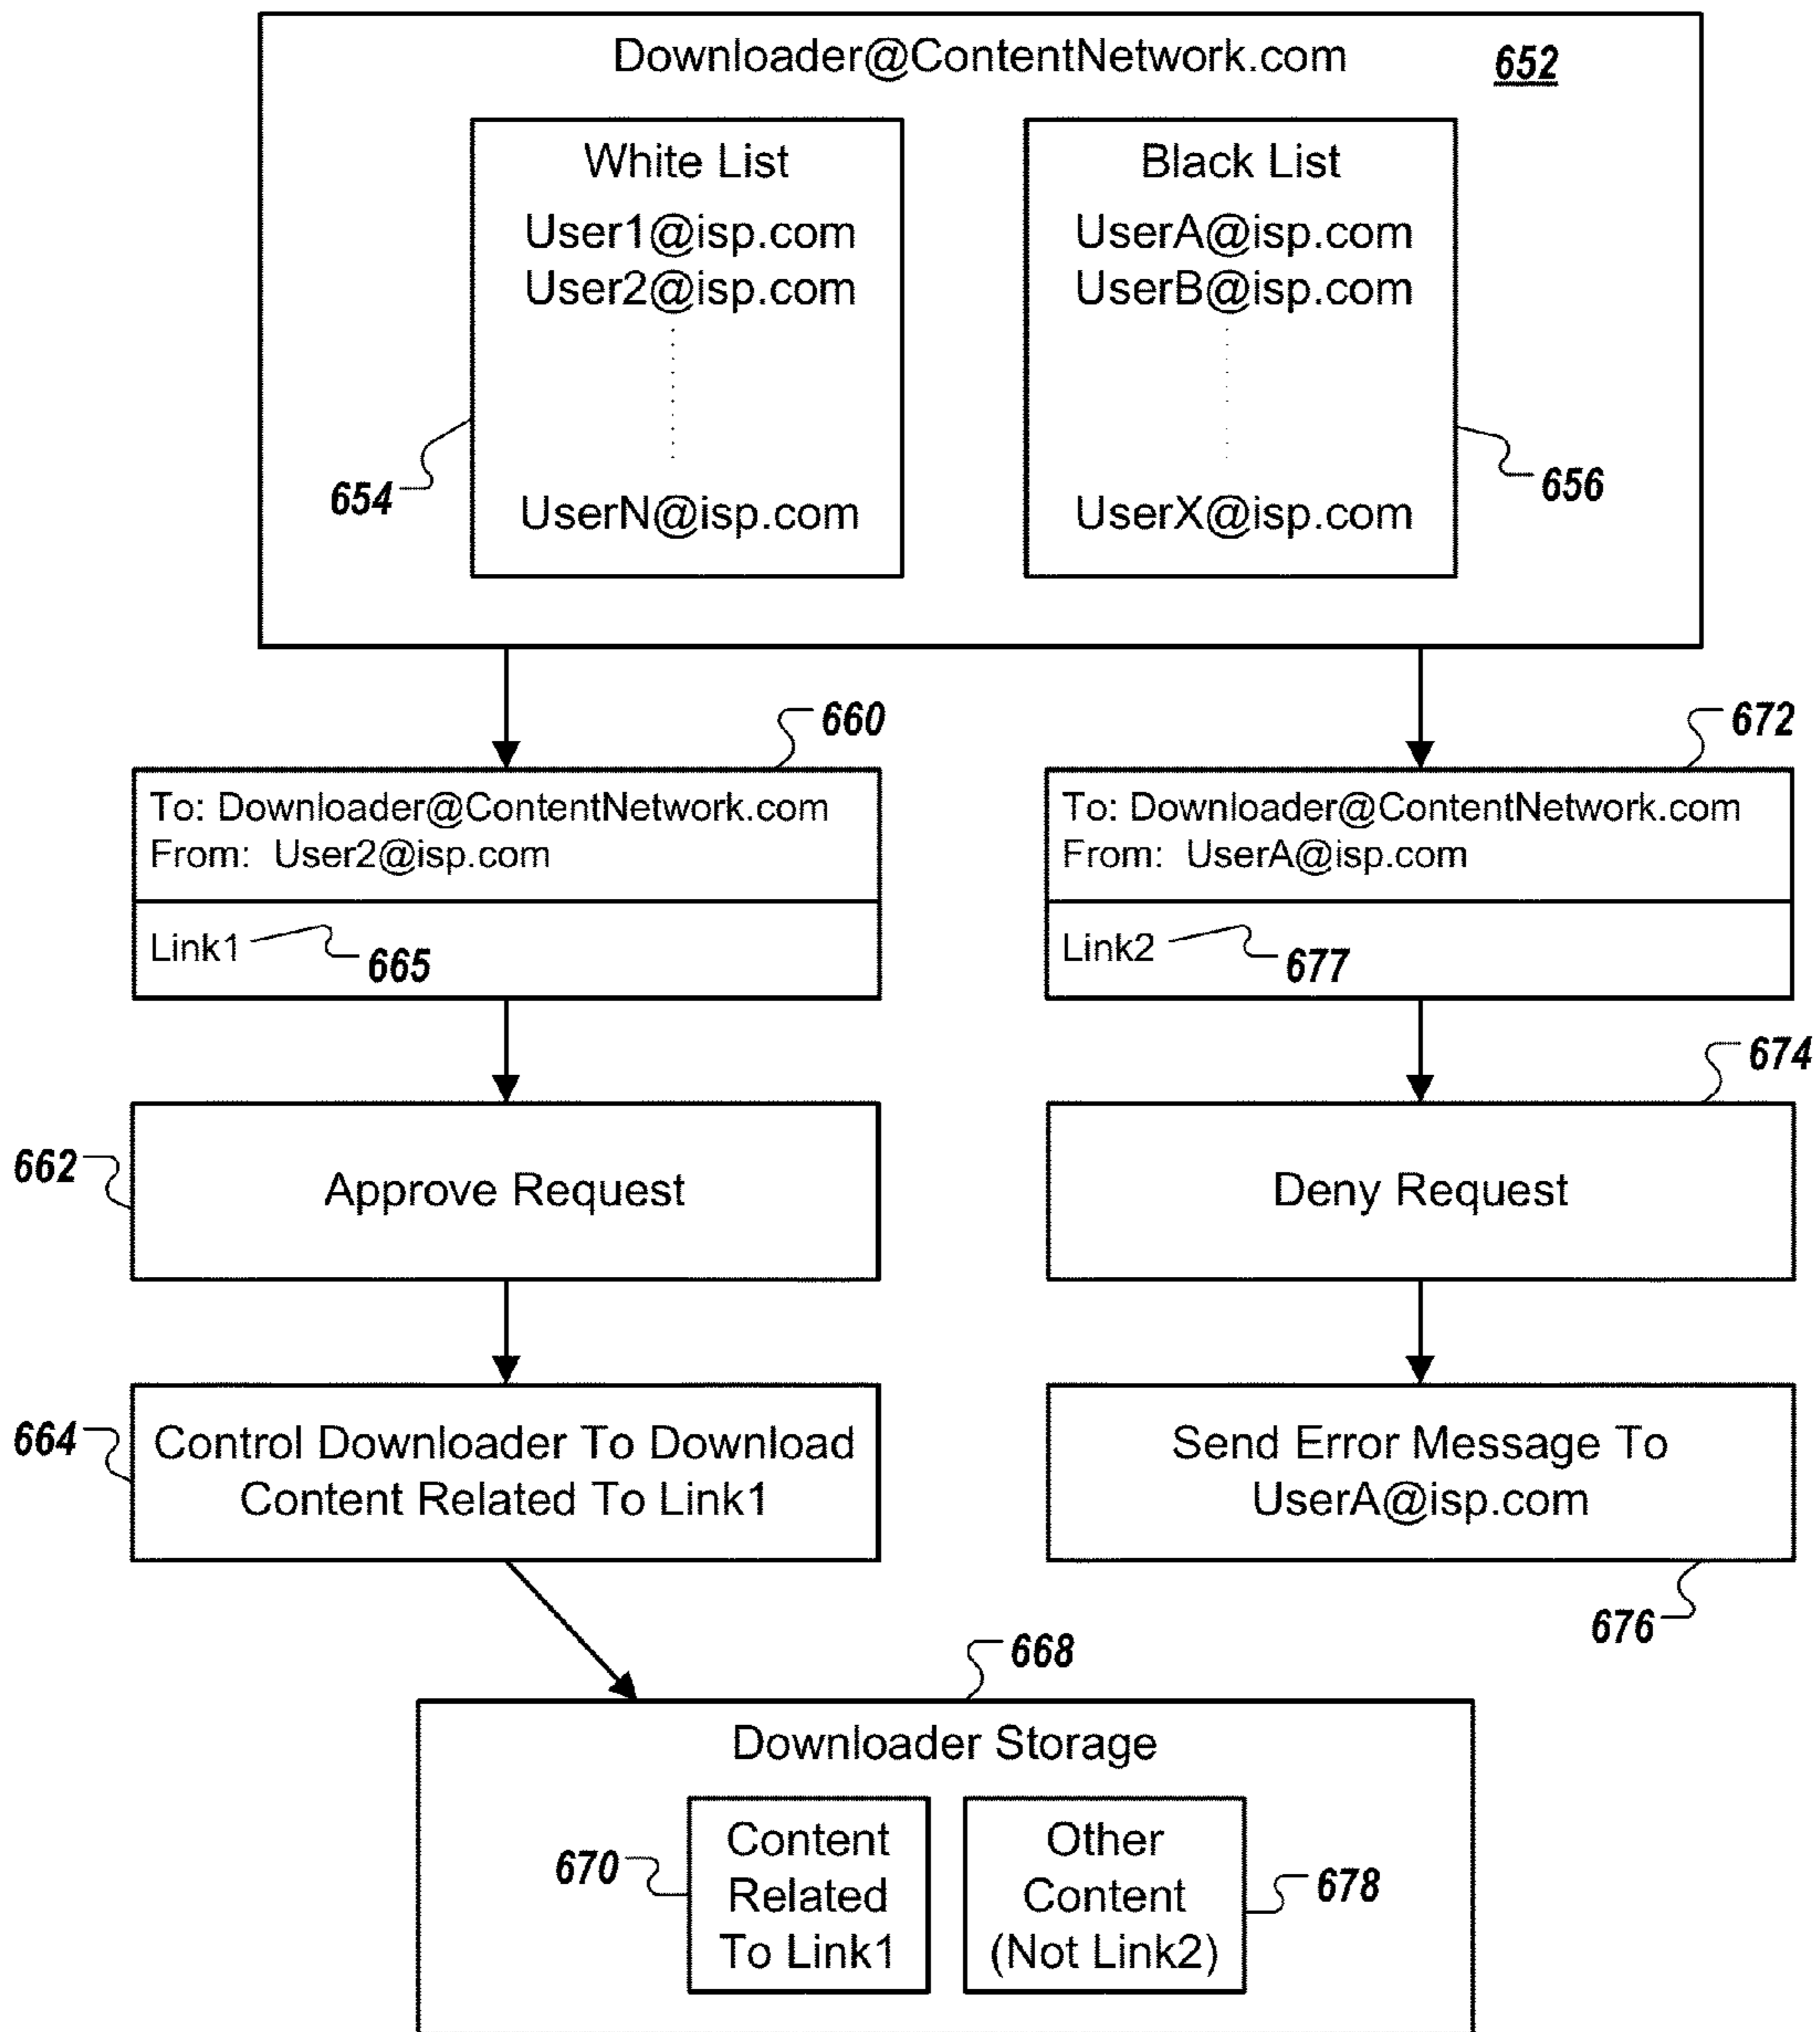 Downloader@ContentNetwork.com
652
White List
User1@isp.com
User2@isp.com
UserN@isp.com
654
Black List
UserA@isp.com
UserB@isp.com
UserX@isp.com
656
660
To: Downloader@ContentNetwork.com
From: User2@isp.com
Link1
665
672
To: Downloader@ContentNetwork.com
From: UserA@isp.com
Link2
677
662
Approve Request
674
Deny Request
664
Control Downloader To Download
Content Related To Link1
Send Error Message To
UserA@isp.com
676
668
Downloader Storage
670
Content
Related
To Link1
Other
Content
(Not Link2)
678